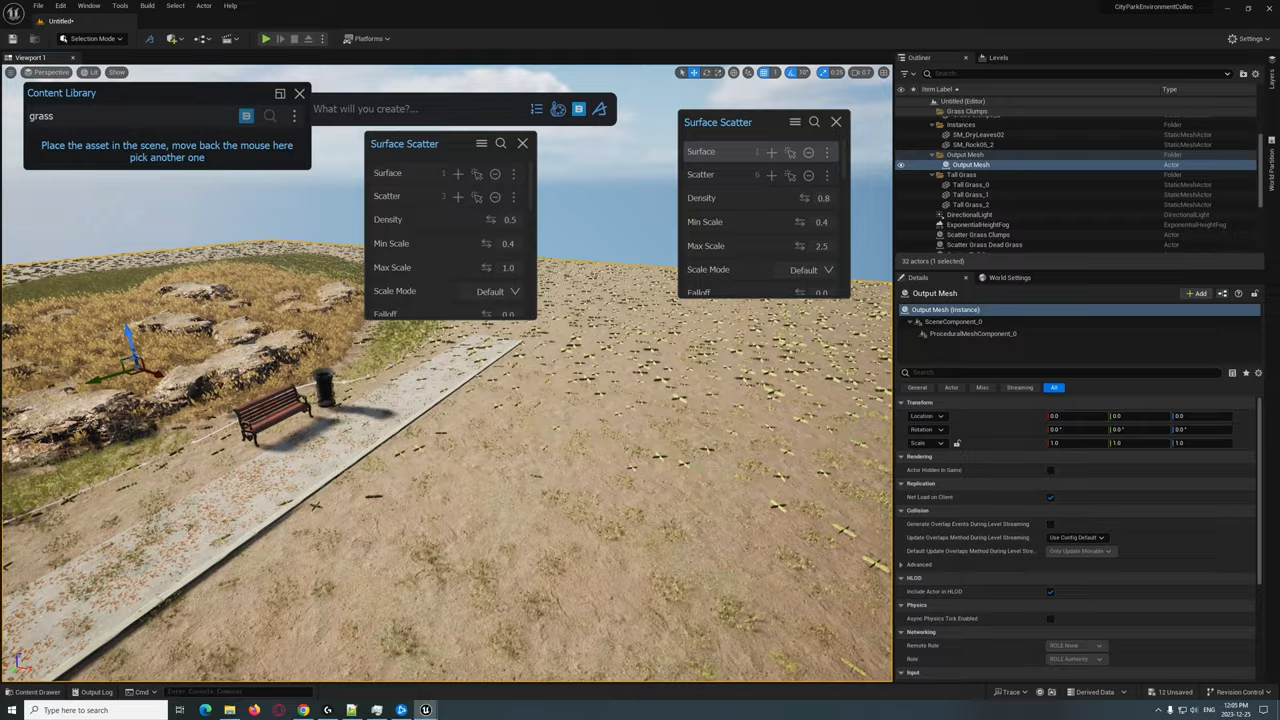 File Edit Window Tools Build Select Actor Help
CityParkEnvironmentCollec
Untitled*
Selection Mode
Platforms
Settings
Viewport 1
Perspective Lit Show
1 10° 0.25 0.7
Content Library
grass
Place the asset in the scene, move back the mouse here
pick another one
What will you create?...
Surface Scatter
Surface 1
Scatter 3
Density 0.5
Min Scale 0.4
Max Scale 1.0
Scale Mode Default
Falloff 0.0
Surface Scatter
Surface 1
Scatter 6
Density 0.8
Min Scale 0.4
Max Scale 2.5
Scale Mode Default
Falloff 0.0
Outliner Levels
Search...
Item Label Type
Untitled (Editor)
Grass Clumps Folder
Instances Folder
SM_DryLeaves02 StaticMeshActor
SM_Rock05_2 StaticMeshActor
Output Mesh Folder
Output Mesh Actor
Tall Grass Folder
Tall Grass_0 StaticMeshActor
Tall Grass_1 StaticMeshActor
Tall Grass_2 StaticMeshActor
DirectionalLight DirectionalLight
ExponentialHeightFog ExponentialHeightFog
Scatter Grass Clumps Actor
Scatter Grass Dead Grass Actor
32 actors (1 selected)
Details World Settings
Output Mesh
Add
Output Mesh (Instance)
SceneComponent_0
ProceduralMeshComponent_0
Search
General Actor Misc Streaming All
Transform
Location 0.0 0.0 0.0
Rotation 0.0° 0.0° 0.0°
Scale 1.0 1.0 1.0
Rendering
Actor Hidden In Game
Replication
Net Load on Client
Collision
Generate Overlap Events During Level Streaming
Update Overlaps Method During Level Streaming Use Config Default
Default Update Overlaps Method During Level Stre... Only Update Movable
Advanced
HLOD
Include Actor in HLOD
Physics
Async Physics Tick Enabled
Networking
Remote Role ROLE None
Role ROLE Authority
Input
Layers
World Partition
Content Drawer Output Log Cmd Enter Console Command
Trace Derived Data 12 Unsaved Revision Control
Type here to search
ENG
12:05 PM
2023-12-25